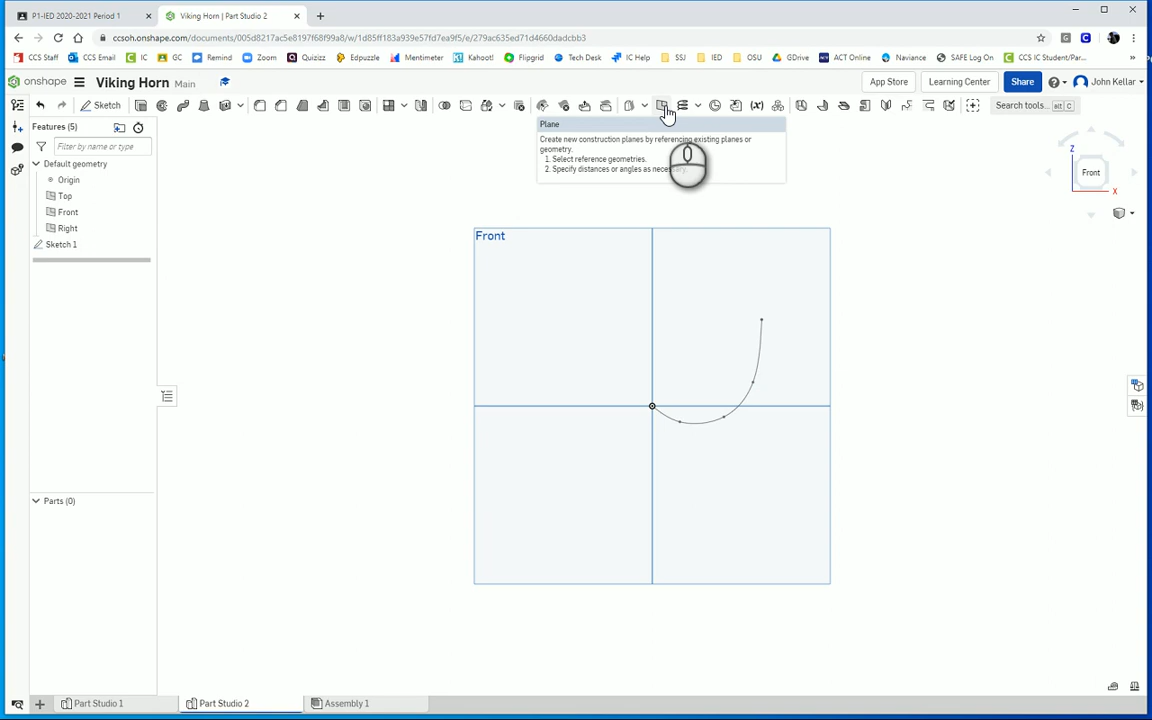 P1-IED 2020-2021 Period 1
Viking Horn | Part Studio 2
ccsoh.onshape.com/documents/005d8217ac5e8197f68f99a8/w/1d85ff183a939e57fd7ea9f5/e/279ac635ed71d4660dadcbb3
CCS Staff CCS Email IC GC Remind Zoom Quizizz Edpuzzle Mentimeter Kahoot! Flipgrid Tech Desk IC Help SSJ IED OSU GDrive ACT Online Naviance SAFE Log On CCS IC Student/Par...
onshape Viking Horn Main App Store Learning Center Share John Kellar
Sketch Search tools... alt C
Features (5)
Filter by name or type
Default geometry
Origin
Top
Front
Right
Sketch 1
Parts (0)
Plane
Create new construction planes by referencing existing planes or
geometry.
1. Select reference geometries.
2. Specify distances or angles as
Front
Z
Front
X
Part Studio 1 Part Studio 2 Assembly 1